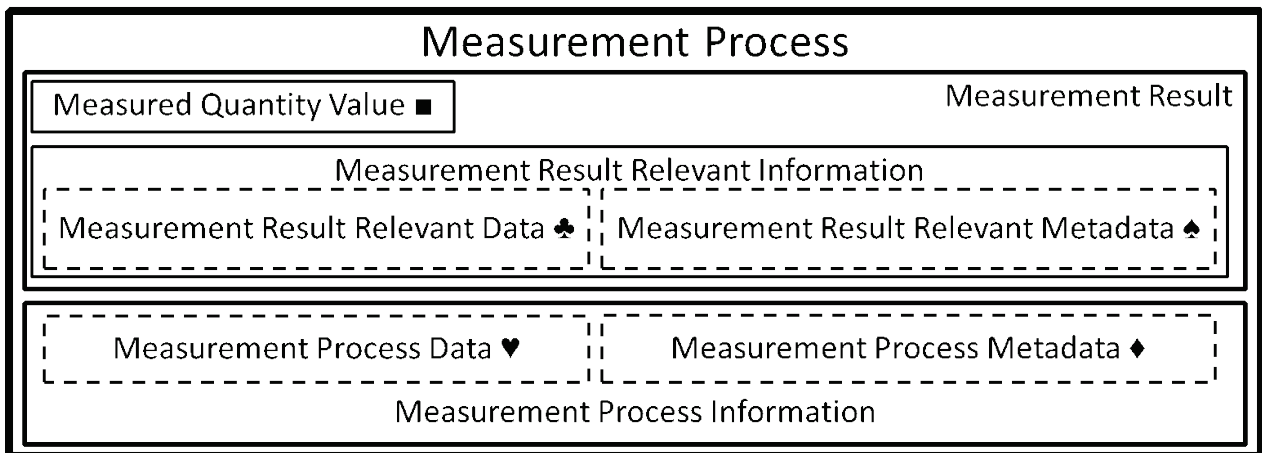 Measurement Process
Measured Quantity Value ■
Measurement Result
Measurement Result Relevant Information
Measurement Result Relevant Data ♣
Measurement Result Relevant Metadata ♠
Measurement Process Data ♥
Measurement Process Metadata ♦
Measurement Process Information